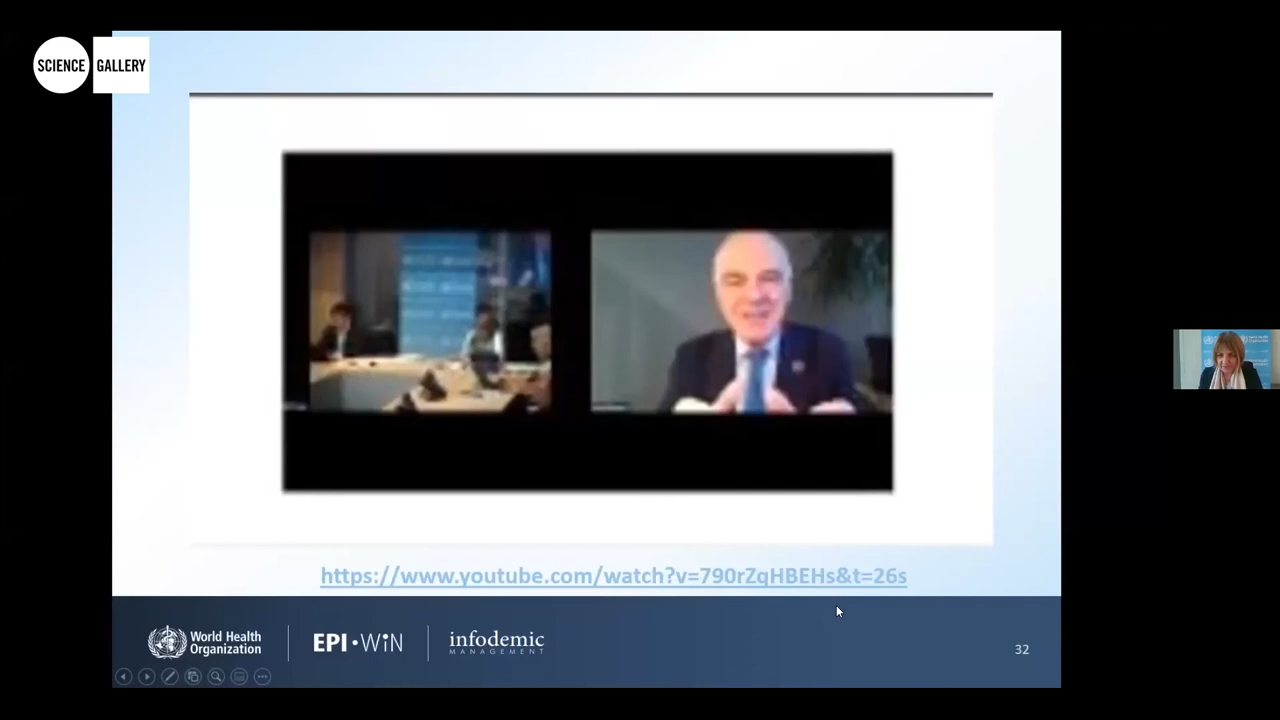 SCIENCE GALLERY
https://www.youtube.com/watch?v=790rZqHBEHs&t=26s
World Health
Organization
EPI•WiN
infodemic
MANAGEMENT
32